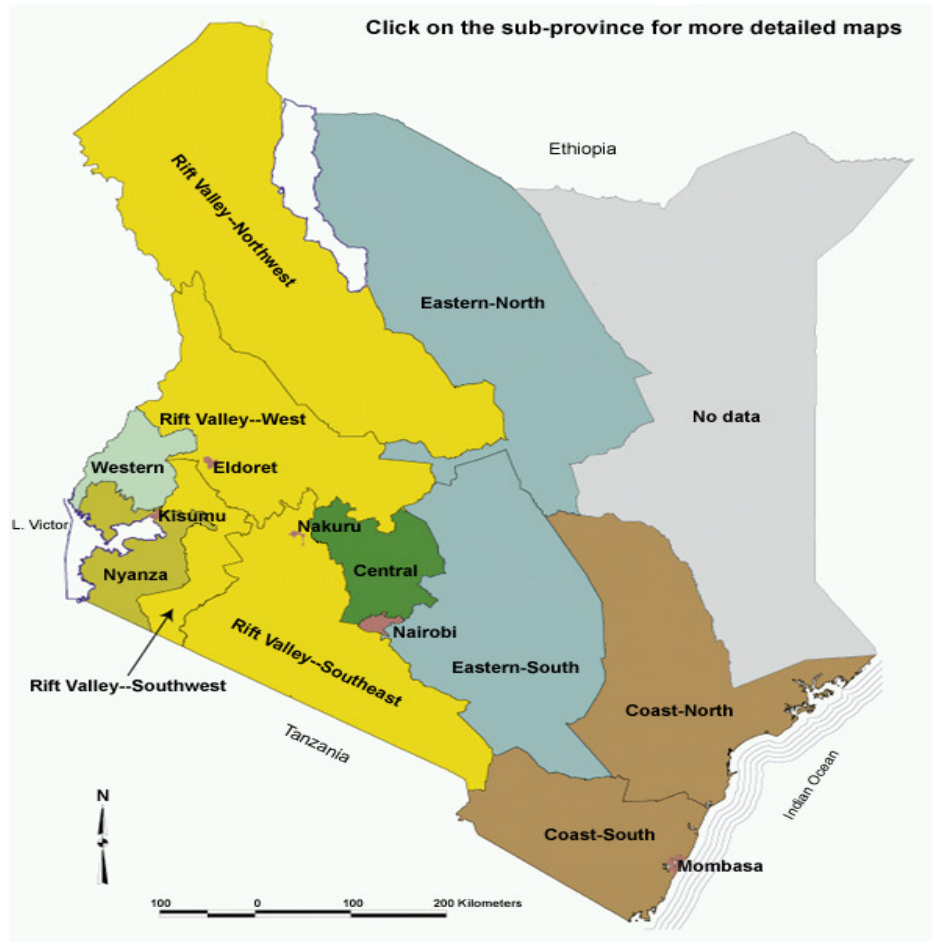 Click on the sub-province for more detailed maps
Ethiopia
Rift Valley--Northwest
Eastern-North
No data
Rift Valley--West
Western
Eldoret
Kisumu
L. Victor
Nakuru
Nyanza
Central
Nairobi
Rift Valley--Southeast
Eastern-South
Rift Valley--Southwest
Coast-North
Tanzania
Indian Ocean
N
Coast-South
Mombasa
100 0 100 200 Kilometers